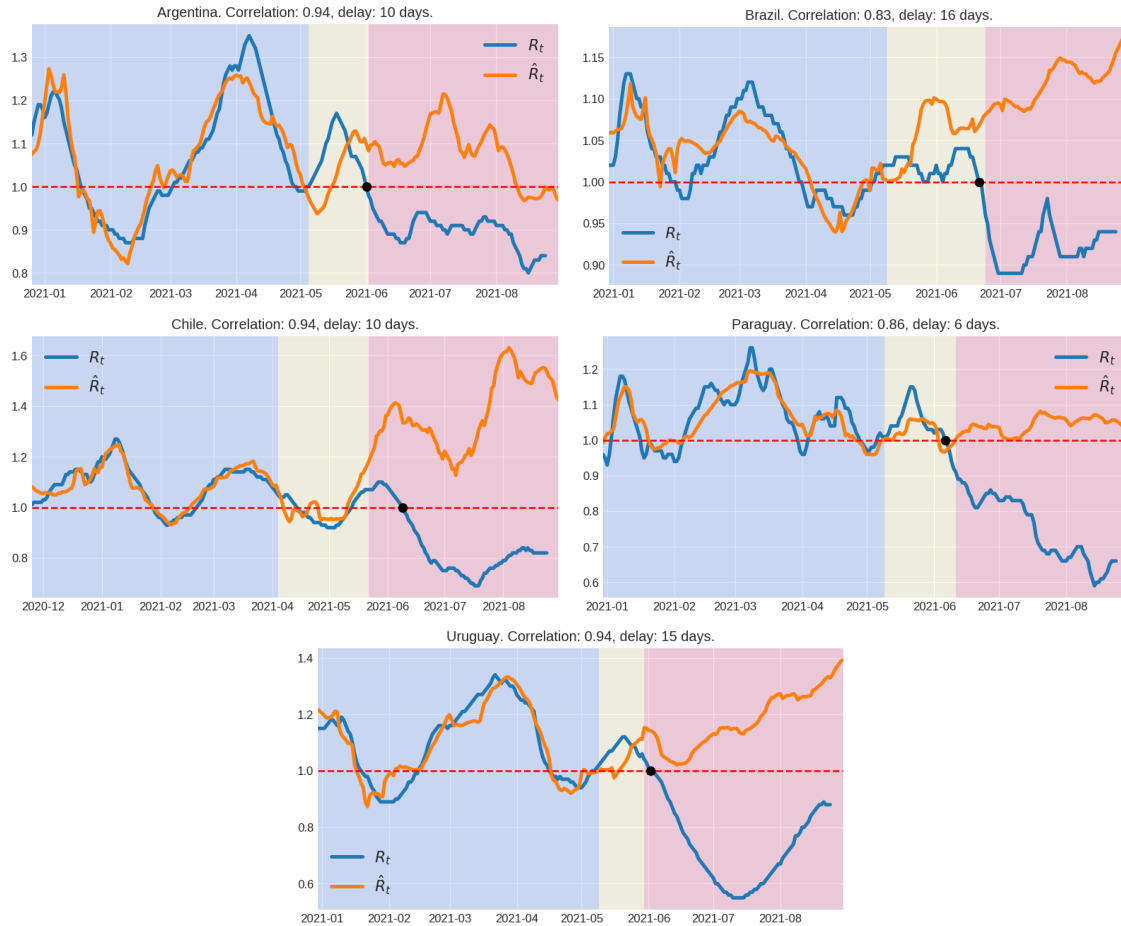 Argentina. Correlation: 0.94, delay: 10 days.
1.3
1.2
1.1
1.0
0.9
0.8
R_t
R̂_t
2021-01 2021-02 2021-03 2021-04 2021-05 2021-06 2021-07 2021-08
Brazil. Correlation: 0.83, delay: 16 days.
1.15
1.10
1.05
1.00
0.95
0.90
R_t
R̂_t
2021-01 2021-02 2021-03 2021-04 2021-05 2021-06 2021-07 2021-08
Chile. Correlation: 0.94, delay: 10 days.
1.6
1.4
1.2
1.0
0.8
R_t
R̂_t
2020-12 2021-01 2021-02 2021-03 2021-04 2021-05 2021-06 2021-07 2021-08
Paraguay. Correlation: 0.86, delay: 6 days.
1.2
1.1
1.0
0.9
0.8
0.7
0.6
R_t
R̂_t
2021-01 2021-02 2021-03 2021-04 2021-05 2021-06 2021-07 2021-08
Uruguay. Correlation: 0.94, delay: 15 days.
1.4
1.2
1.0
0.8
0.6
R_t
R̂_t
2021-01 2021-02 2021-03 2021-04 2021-05 2021-06 2021-07 2021-08